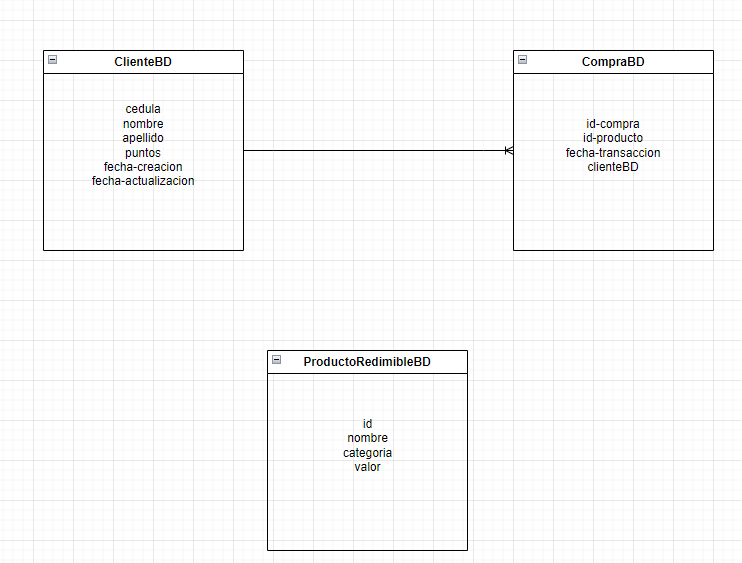 ClienteBD
cedula
nombre
apellido
puntos
fecha-creacion
fecha-actualizacion
CompraBD
id-compra
id-producto
fecha-transaccion
clienteBD
ProductoRedimibleBD
id
nombre
categoria
valor